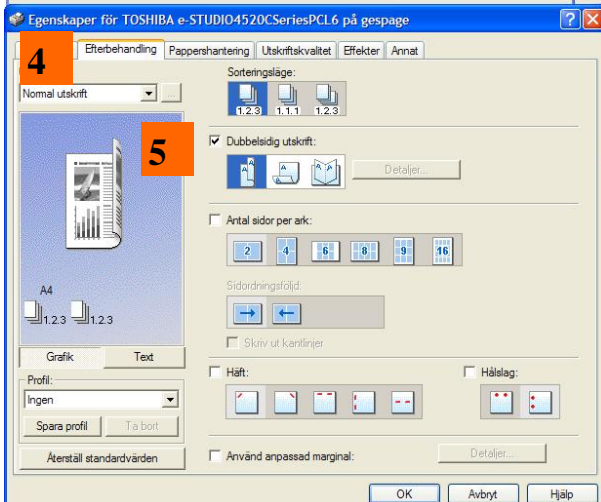 Egenskaper för TOSHIBA e-STUDIO4520CSeriesPCL6 på gespage
4
Efterbehandling Pappershantering Utskriftskvalitet Effekter Annat
Normal utskrift ...
5
A4
1.2.3 1.2.3
Grafik Text
Profil:
Ingen
Spara profil Ta bort
Återställ standardvärden
Sorteringsläge:
1.2.3 1.1.1 1.2.3
Dubbelsidig utskrift:
A A A A A
Detaljer...
Antal sidor per ark:
2 4 6 8 9 16
Sidordningsföljd:
Skriv ut kantlinjer
Häft: Hålslag:
Använd anpassad marginal: Detaljer...
OK Avbryt Hjälp